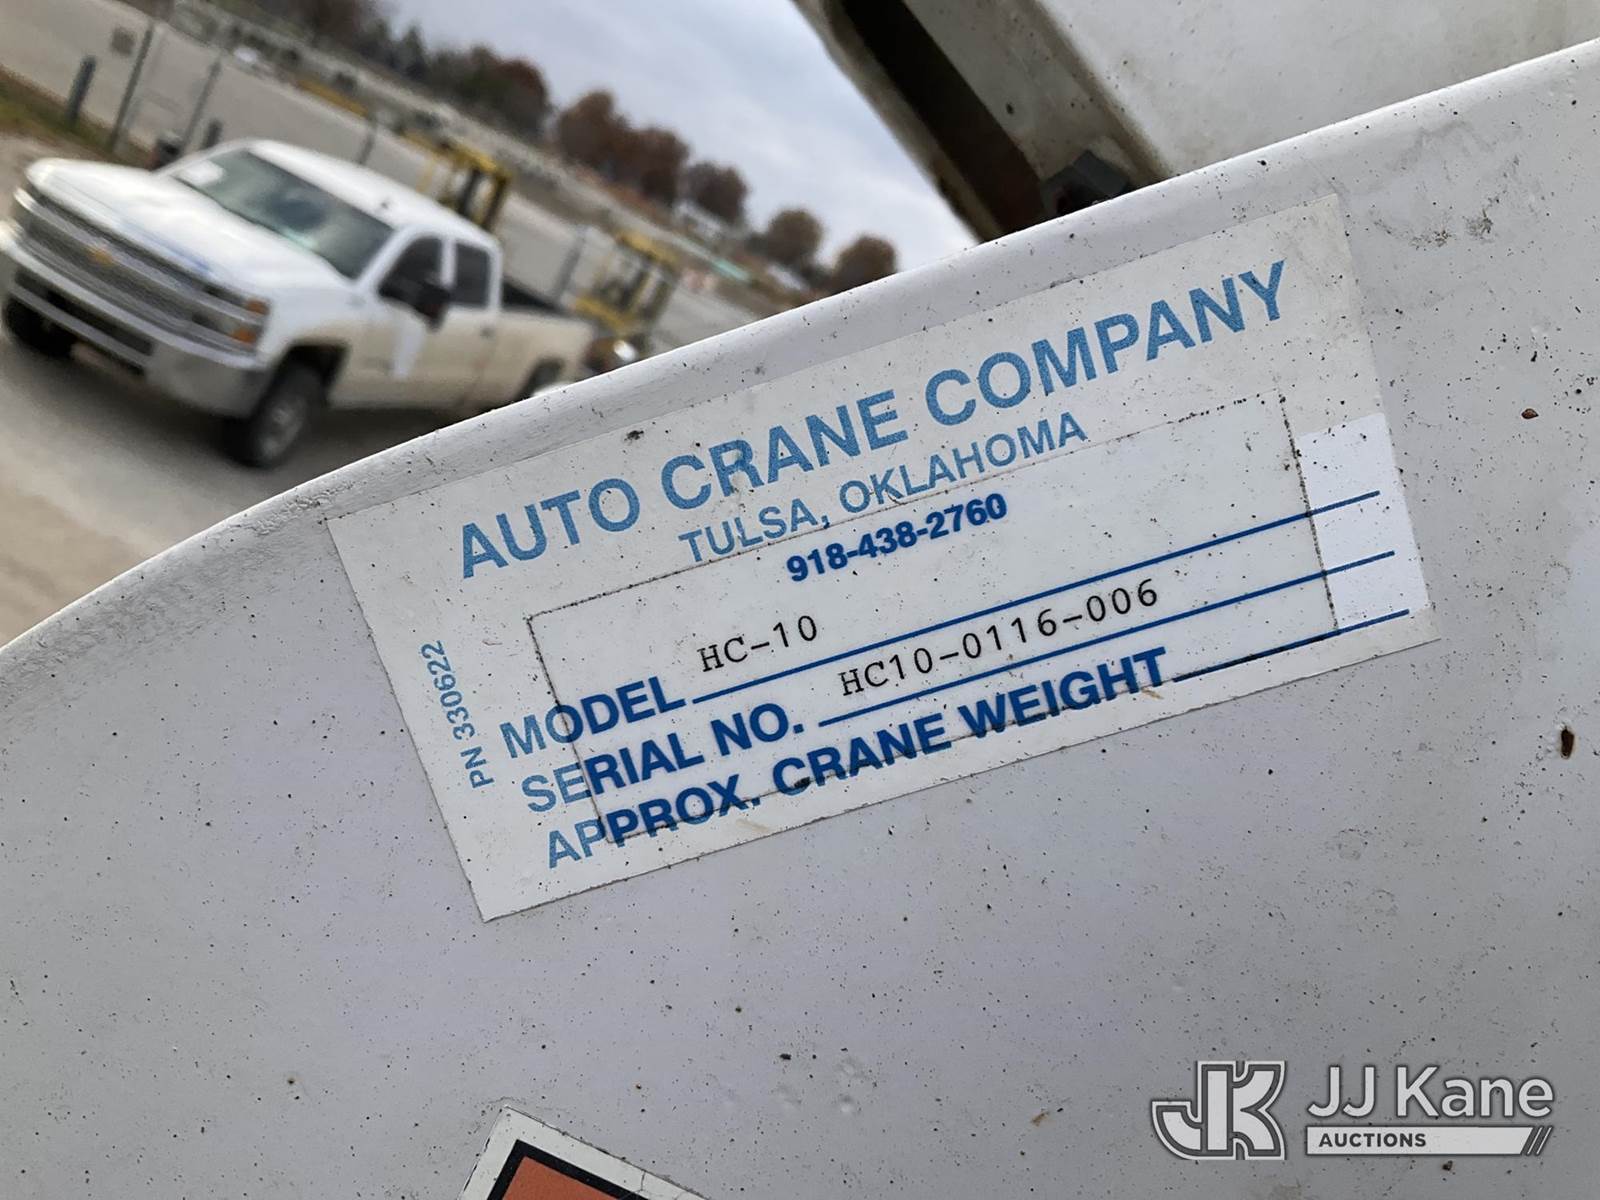 AUTO CRANE COMPANY
TULSA, OKLAHOMA
918-438-2760
MODEL HC-10
SERIAL NO. HC10-0116-006
APPROX. CRANE WEIGHT
PN 330622
JK JJ Kane
AUCTIONS